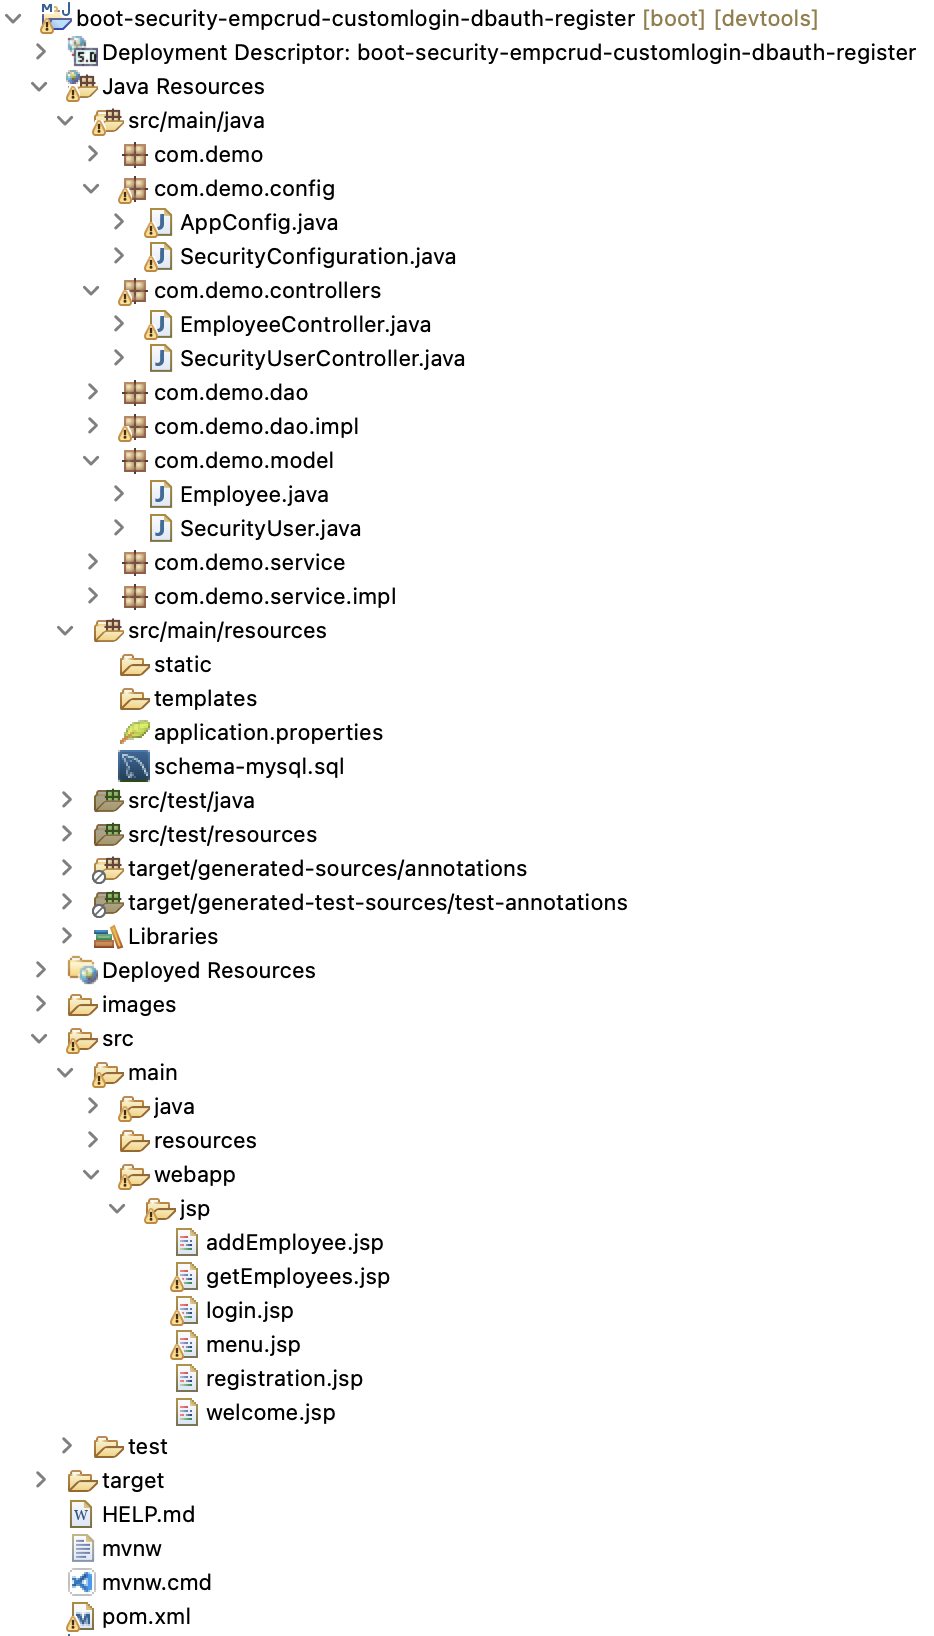 boot-security-empcrud-customlogin-dbauth-register [boot] [devtools]
Deployment Descriptor: boot-security-empcrud-customlogin-dbauth-register
Java Resources
src/main/java
com.demo
com.demo.config
AppConfig.java
SecurityConfiguration.java
com.demo.controllers
EmployeeController.java
SecurityUserController.java
com.demo.dao
com.demo.dao.impl
com.demo.model
Employee.java
SecurityUser.java
com.demo.service
com.demo.service.impl
src/main/resources
static
templates
application.properties
schema-mysql.sql
src/test/java
src/test/resources
target/generated-sources/annotations
target/generated-test-sources/test-annotations
Libraries
Deployed Resources
images
src
main
java
resources
webapp
jsp
addEmployee.jsp
getEmployees.jsp
login.jsp
menu.jsp
registration.jsp
welcome.jsp
test
target
HELP.md
mvnw
mvnw.cmd
pom.xml